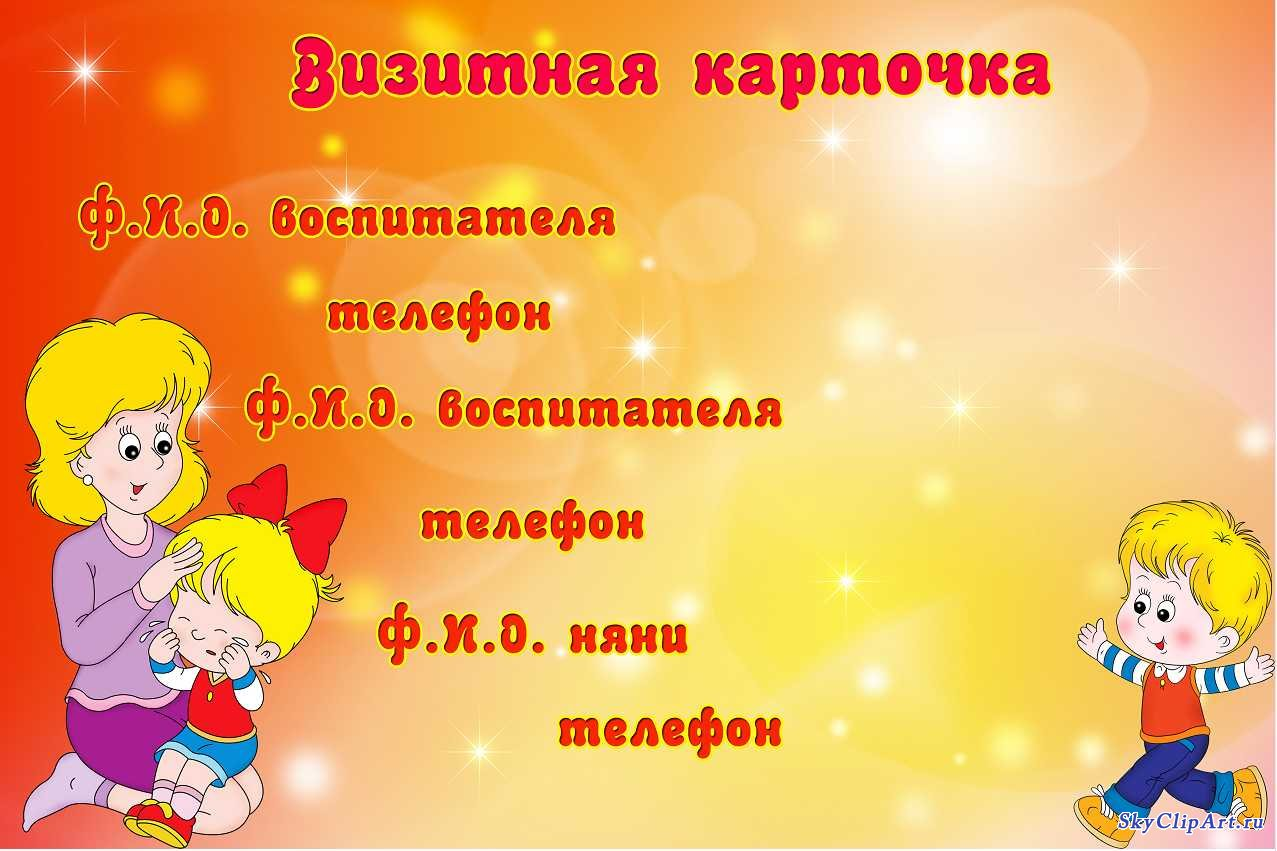 Визитная карточка
Ф.И.О. воспитателя
телефон
Ф.И.О. воспитателя
телефон
Ф.И.О. няни
телефон
SkyClipArt.ru